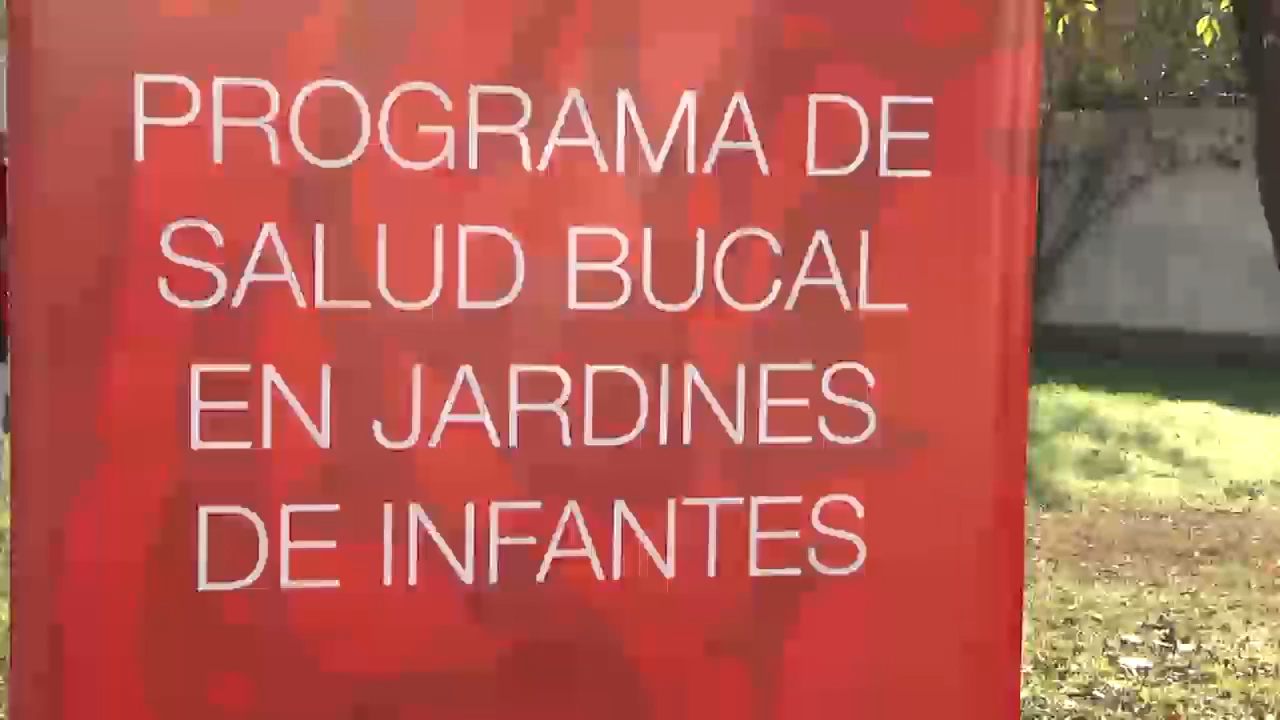 PROGRAMA DE
SALUD BUCAL
EN JARDINES
DE INFANTES